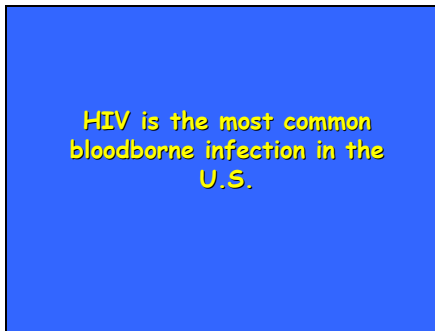 HIV is the most common
bloodborne infection in the
U.S.